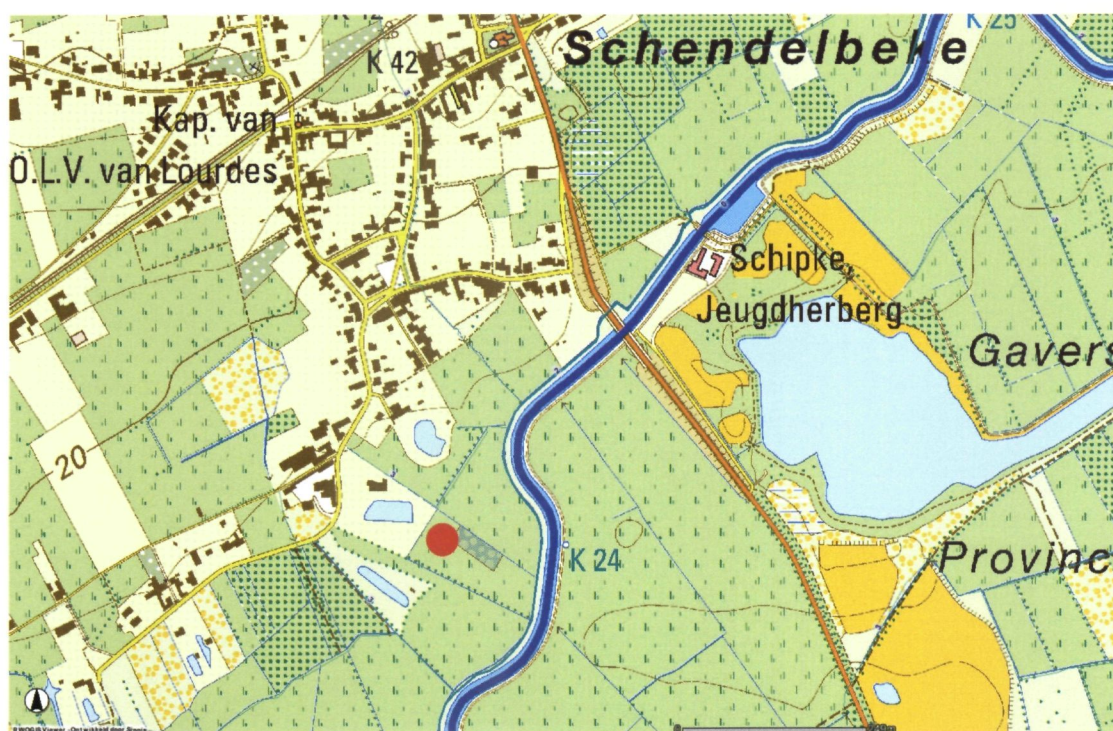 K 25
Schendelbeke
K 42
Kap. van
O.L.V. van Lourdes
Schipke,
Jeugdherberg
Gavers
20
K 24
Provinc